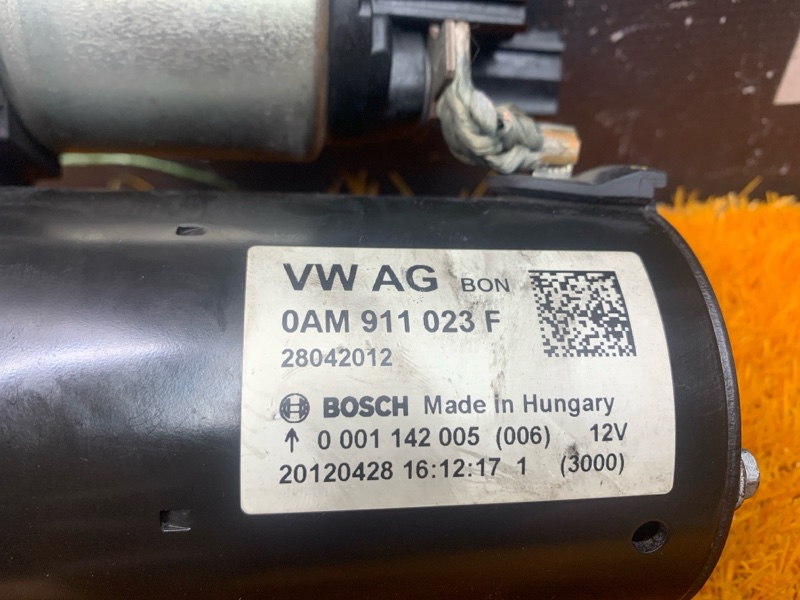 VW AG BON
0AM 911 023 F
28042012
BOSCH Made in Hungary
↑ 0 001 142 005 (006) 12V
20120428 16:12:17 1 (3000)